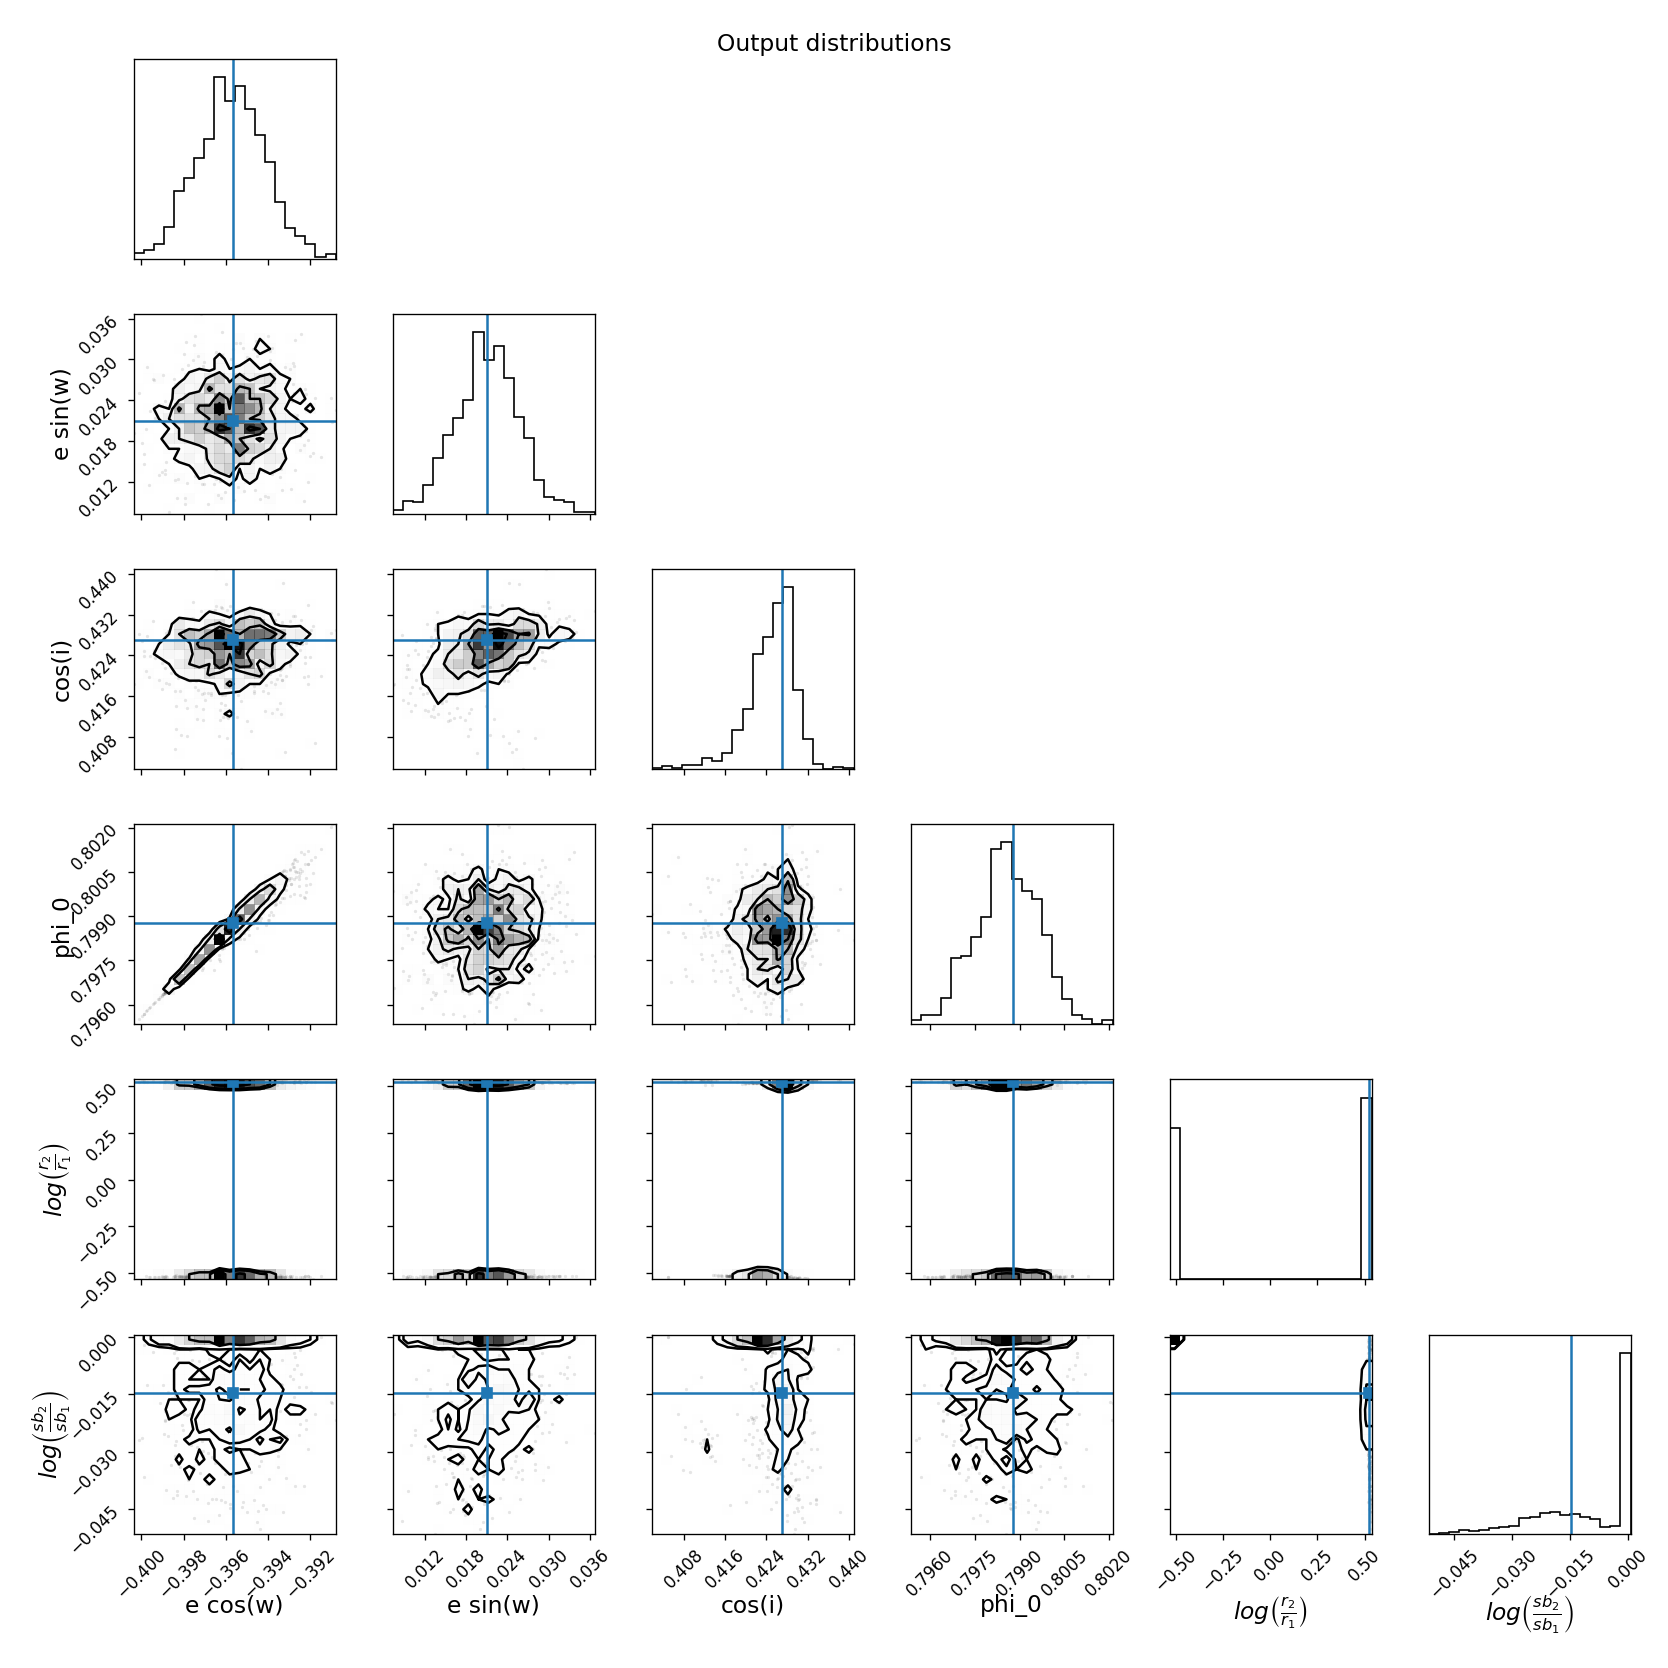 Output distributions
0.036
0.030
0.024
0.018
0.012
e sin(w)
0.440
0.432
0.424
0.416
0.408
cos(i)
0.8020
0.8005
0.7990
0.7975
0.7960
phi_0
0.50
0.25
0.00
−0.25
−0.50
log(r2/r1)
0.000
−0.015
−0.030
−0.045
log(sb2/sb1)
−0.400 −0.398 −0.396 −0.394 −0.392
0.012 0.018 0.024 0.030 0.036
0.408 0.416 0.424 0.432 0.440
0.7960 0.7975 0.7990 0.8005 0.8020
−0.50 −0.25 0.00 0.25 0.50
−0.045 −0.030 −0.015 0.000
e cos(w)
e sin(w)
cos(i)
phi_0
log(r2/r1)
log(sb2/sb1)